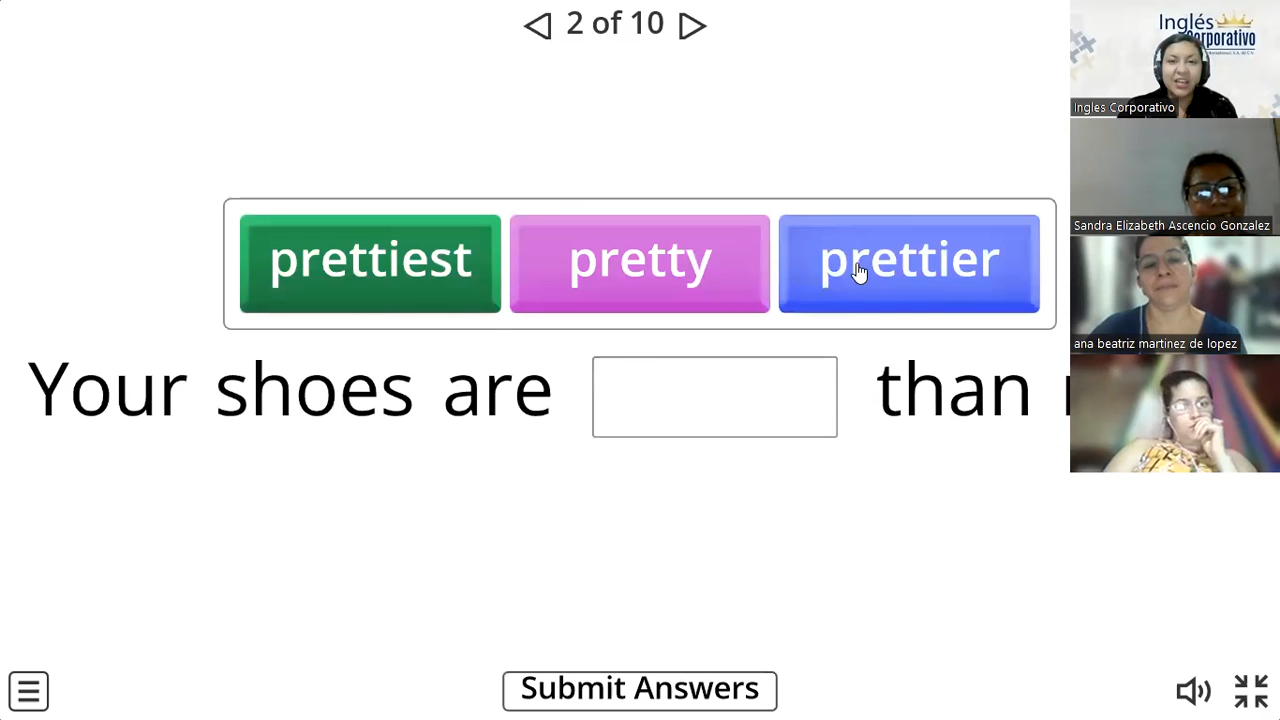 2 of 10
Inglés
Corporativo
Ingles Corporativo
Sandra Elizabeth Ascencio Gonzalez
ana beatriz martinez de lopez
prettiest pretty prettier
Your shoes are than
Submit Answers